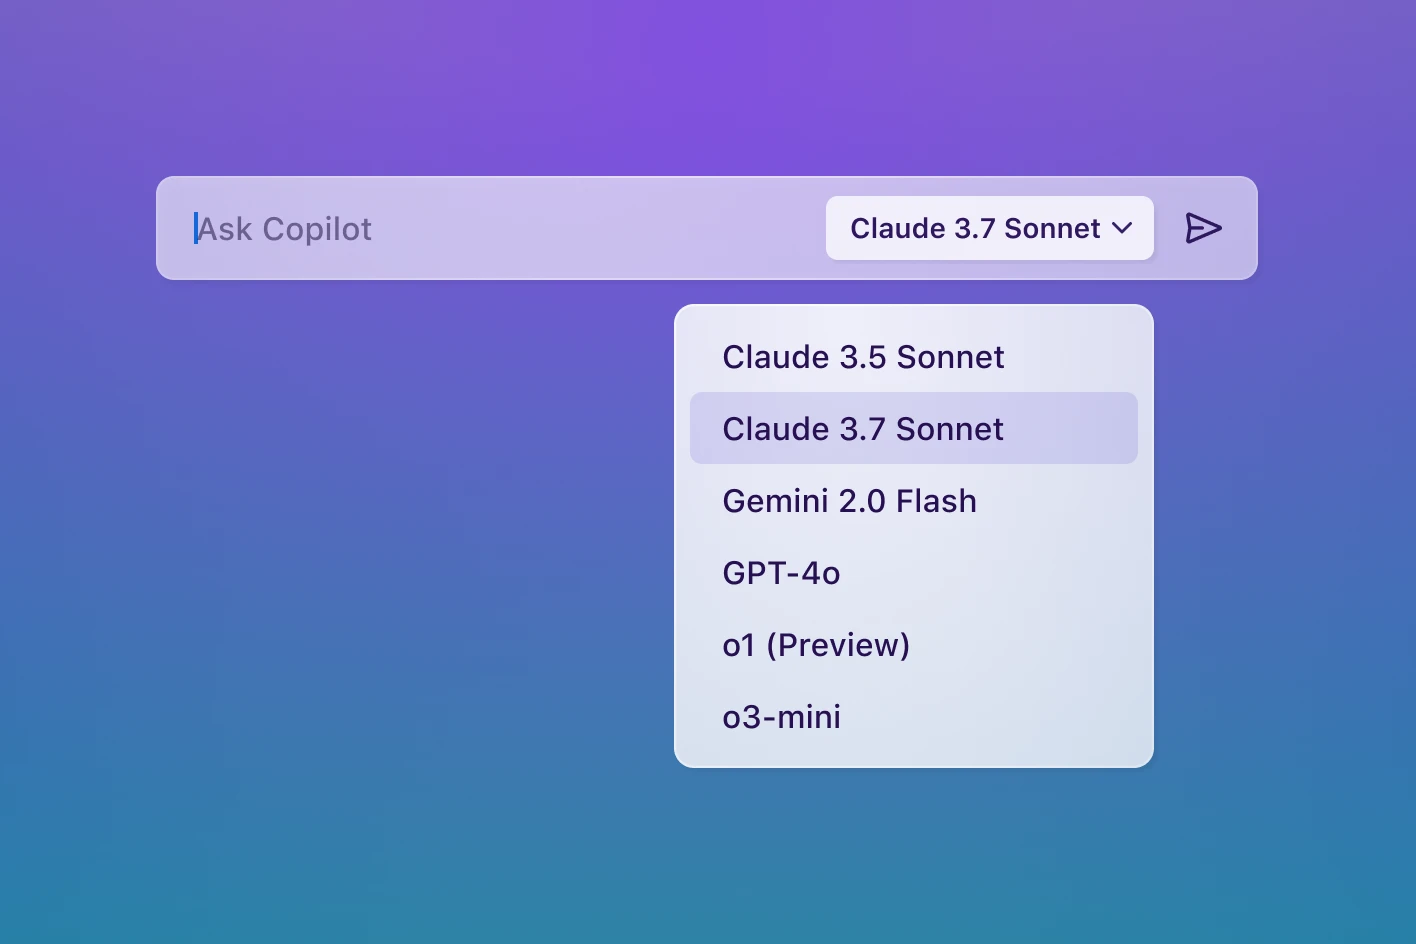 Ask Copilot
Claude 3.7 Sonnet
Claude 3.5 Sonnet
Claude 3.7 Sonnet
Gemini 2.0 Flash
GPT-4o
o1 (Preview)
o3-mini